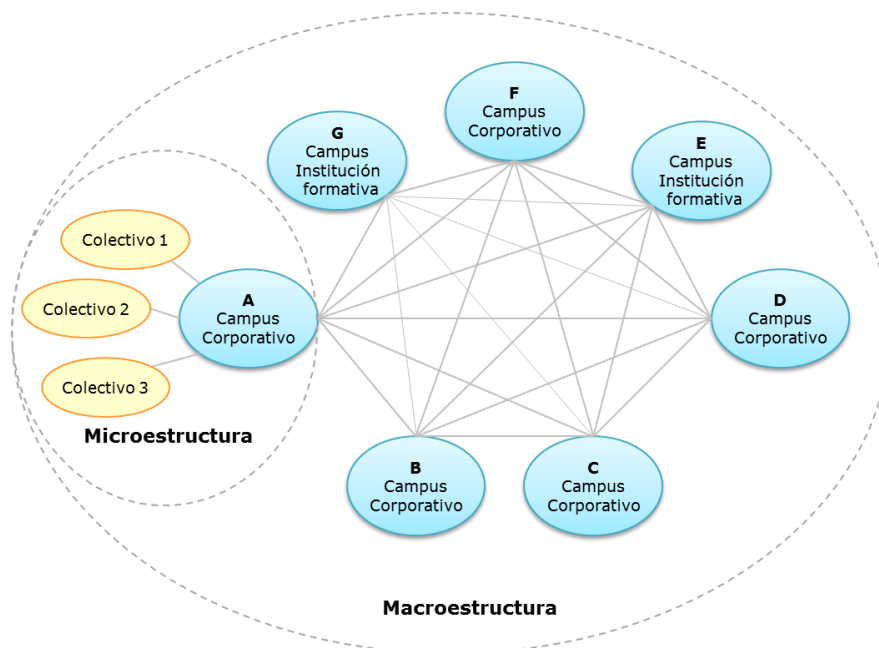 F
Campus
Corporativo
G
Campus
Institución
formativa
E
Campus
Institución
formativa
Colectivo 1
Colectivo 2
Colectivo 3
A
Campus
Corporativo
D
Campus
Corporativo
Microestructura
B
Campus
Corporativo
C
Campus
Corporativo
Macroestructura